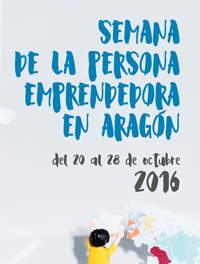 SEMANA
DE LA PERSONA
EMPRENDEDORA
EN ARAGÓN
del 20 al 28 de octubre
2016